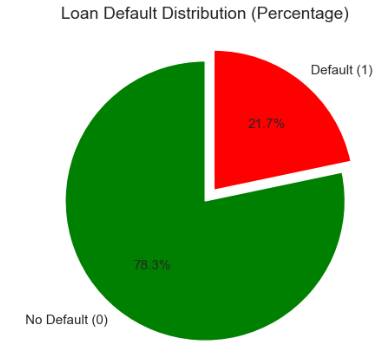 Loan Default Distribution (Percentage)
Default (1)
21.7%
78.3%
No Default (0)